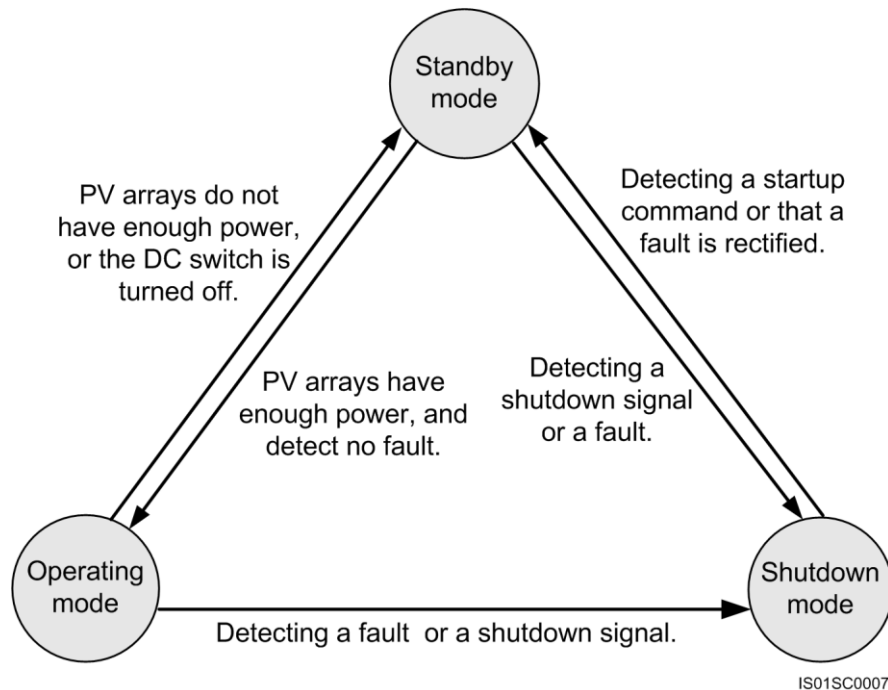 Standby
mode
PV arrays do not
have enough power,
or the DC switch is
turned off.
Detecting a startup
command or that a
fault is rectified.
PV arrays have
enough power, and
detect no fault.
Detecting a
shutdown signal
or a fault.
Operating
mode
Shutdown
mode
Detecting a fault  or a shutdown signal.
IS01SC0007